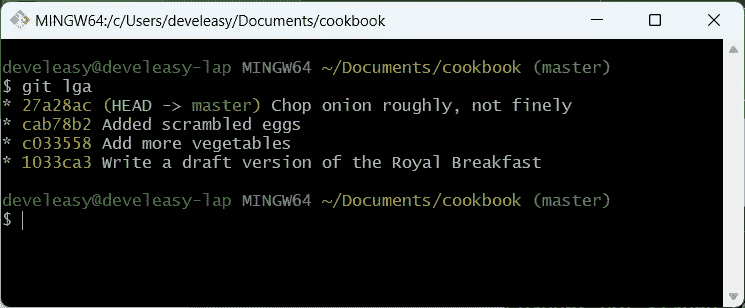 MINGW64:/c/Users/develeasy/Documents/cookbook
develeasy@develeasy-lap MINGW64 ~/Documents/cookbook (master)
$ git lga
* 27a28ac (HEAD -> master) Chop onion roughly, not finely
* cab78b2 Added scrambled eggs
* c033558 Add more vegetables
* 1033ca3 Write a draft version of the Royal Breakfast
develeasy@develeasy-lap MINGW64 ~/Documents/cookbook (master)
$